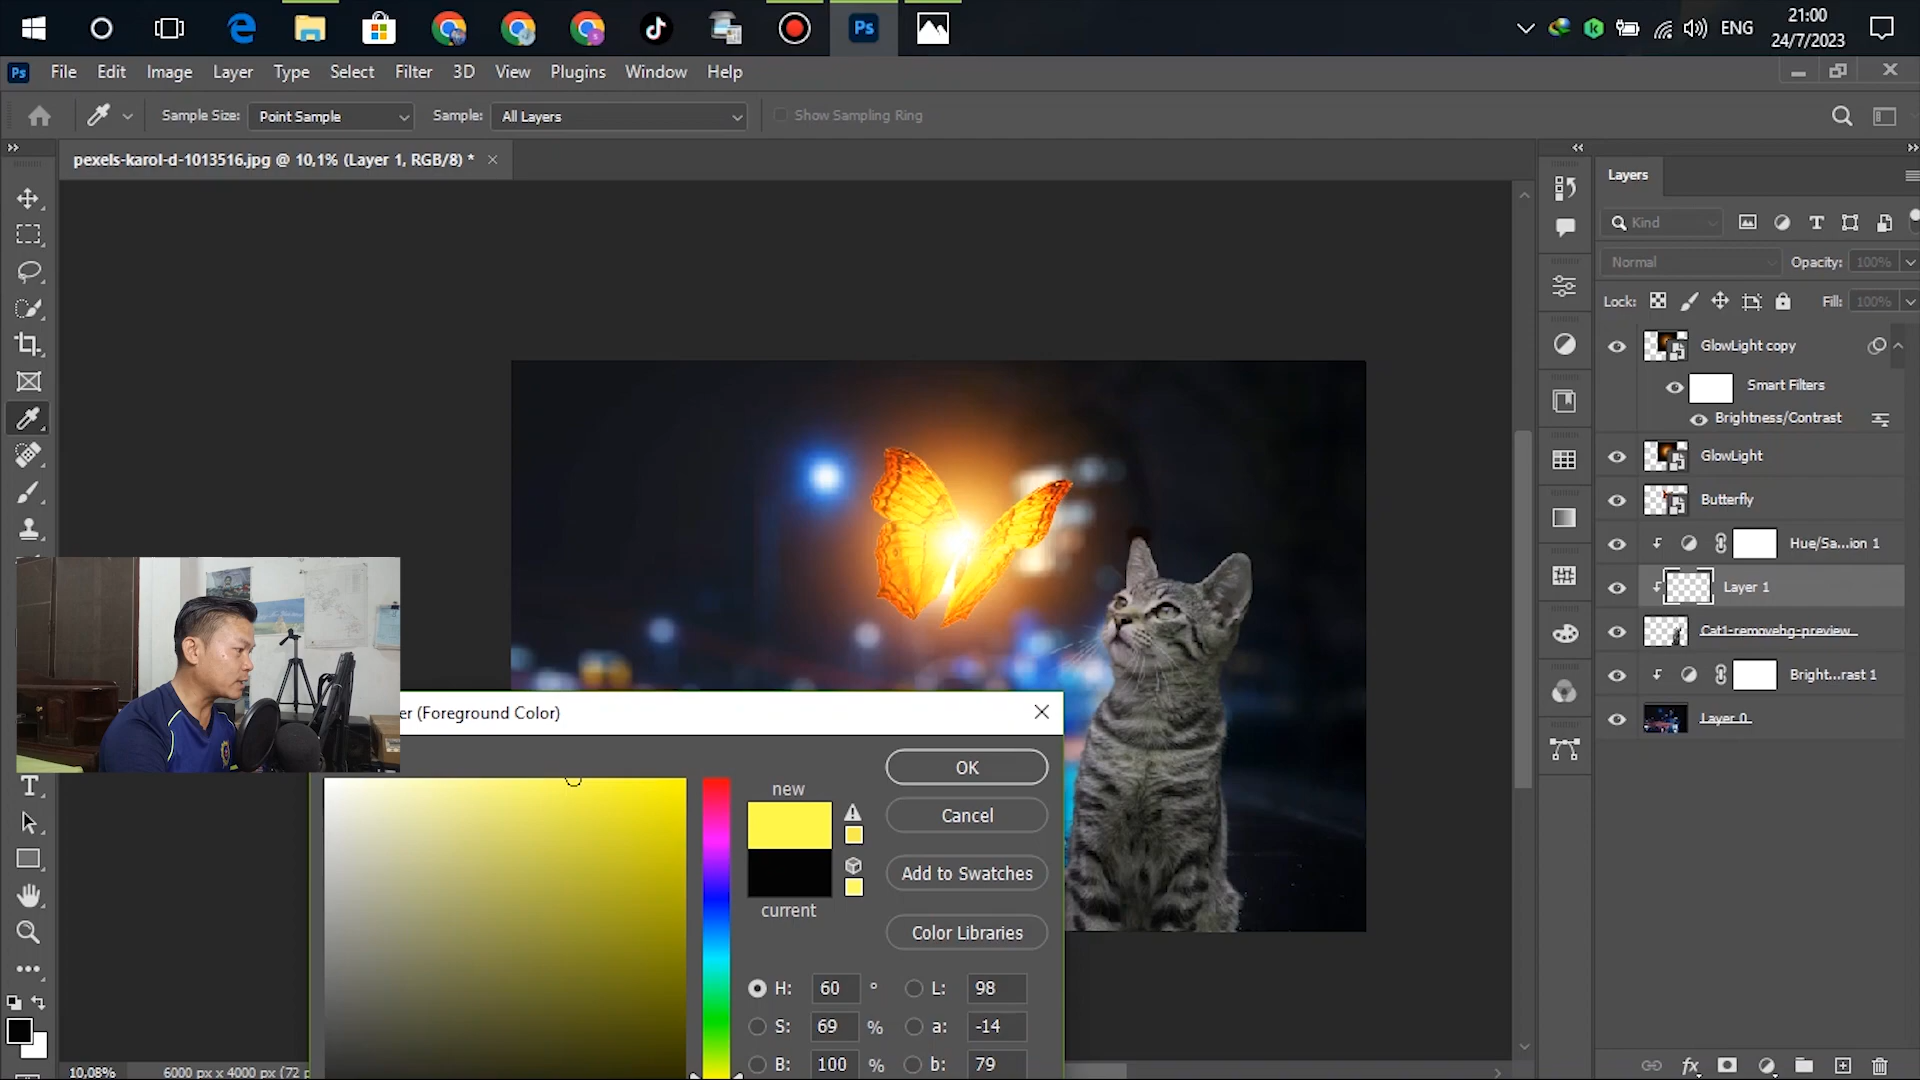 Ps
ENG
21:00
24/7/2023
Ps File Edit Image Layer Type Select Filter 3D View Plugins Window Help
Sample Size: Point Sample Sample: All Layers Show Sampling Ring
pexels-karol-d-1013516.jpg @ 10,1% (Layer 1, RGB/8) *
Layers
Kind
Normal Opacity: 100%
Lock: Fill: 100%
GlowLight copy
Smart Filters
Brightness/Contrast
GlowLight
Butterfly
Hue/Sa...ion 1
Layer 1
Cat1-removebg-preview
Bright...rast 1
Layer 0
er (Foreground Color)
new
current
OK
Cancel
Add to Swatches
Color Libraries
H: 60 ° L: 98
S: 69 % a: -14
B: 100 % b: 79
10,08% 6000 px x 4000 px (72 p